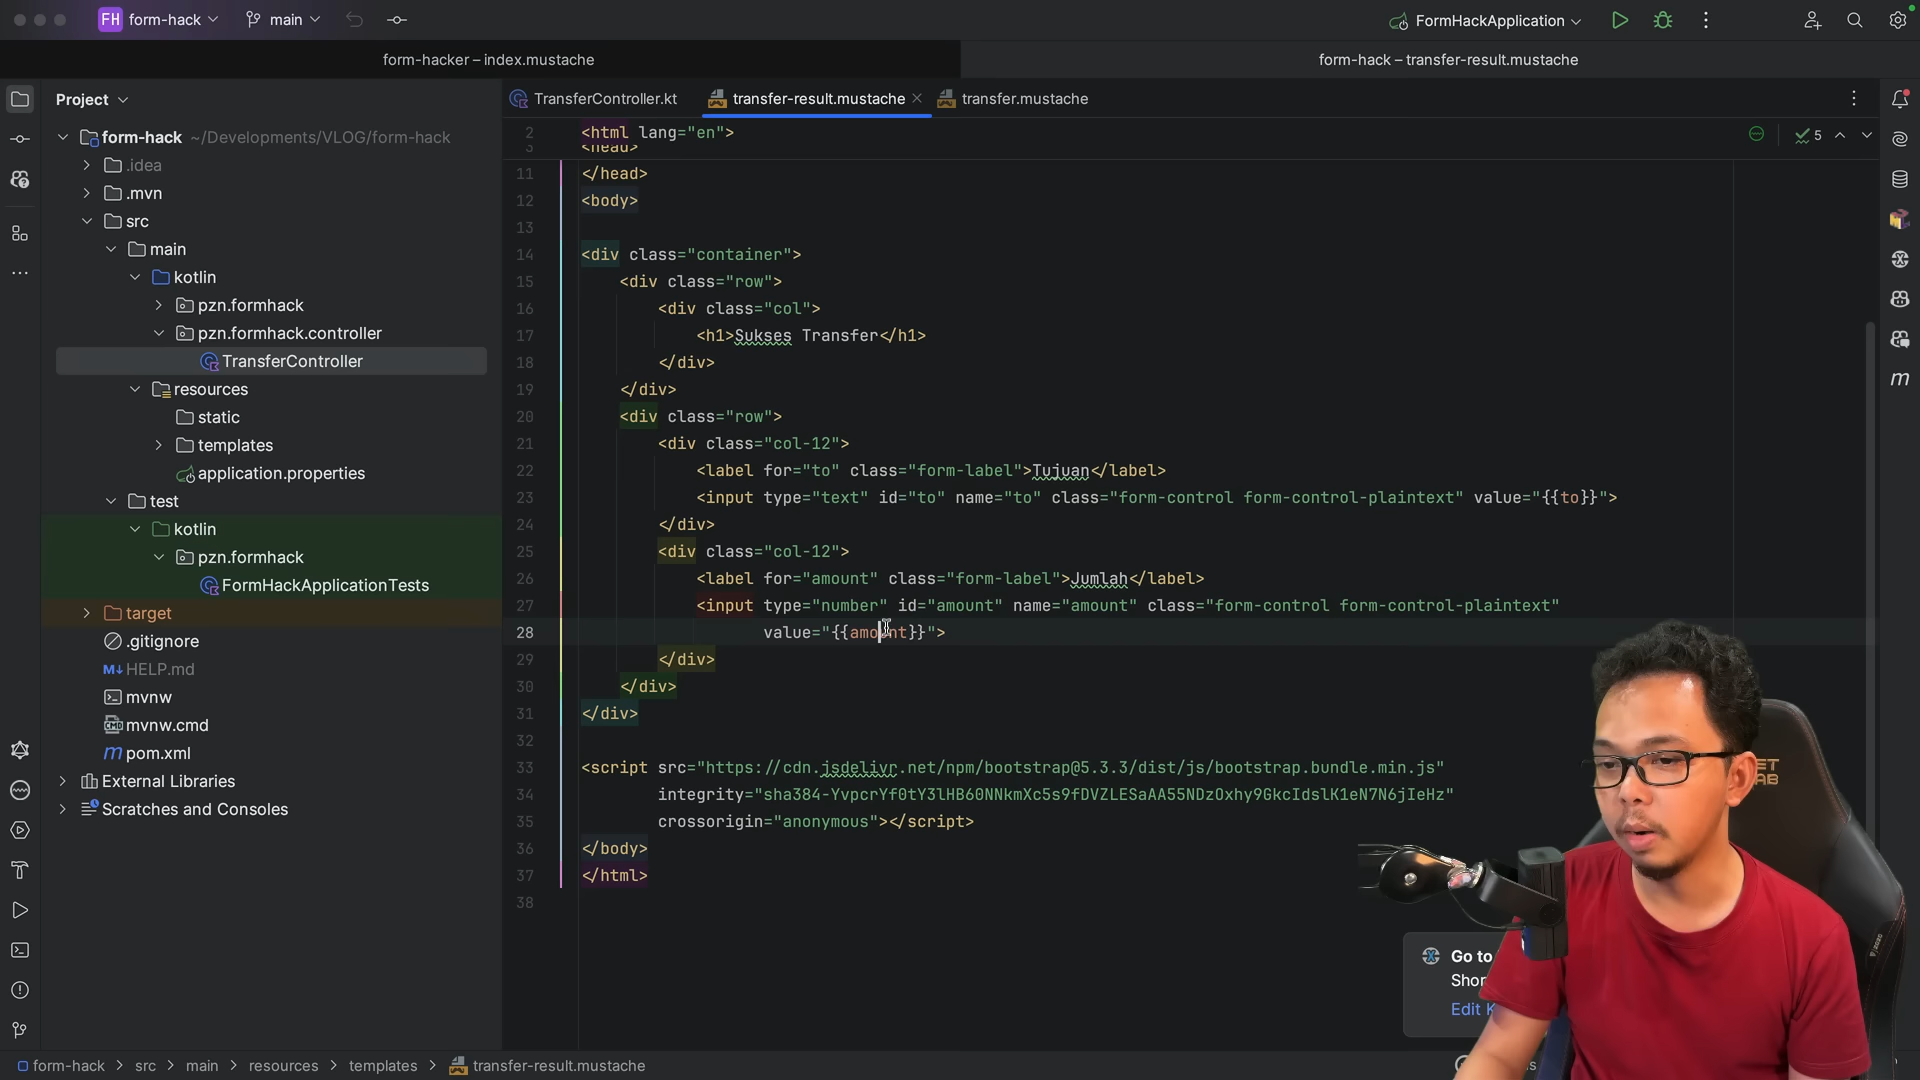 FH form-hack main FormHackApplication
form-hacker – index.mustache form-hack – transfer-result.mustache
Project
form-hack ~/Developments/VLOG/form-hack
.idea
.mvn
src
main
kotlin
pzn.formhack
pzn.formhack.controller
TransferController
resources
static
templates
application.properties
test
kotlin
pzn.formhack
FormHackApplicationTests
target
.gitignore
HELP.md
mvnw
mvnw.cmd
pom.xml
External Libraries
Scratches and Consoles
TransferController.kt transfer-result.mustache transfer.mustache
5
2 <html lang="en">
3 <head>
11 </head>
12 <body>
13
14 <div class="container">
15 <div class="row">
16 <div class="col">
17 <h1>Sukses Transfer</h1>
18 </div>
19 </div>
20 <div class="row">
21 <div class="col-12">
22 <label for="to" class="form-label">Tujuan</label>
23 <input type="text" id="to" name="to" class="form-control form-control-plaintext" value="{{to}}">
24 </div>
25 <div class="col-12">
26 <label for="amount" class="form-label">Jumlah</label>
27 <input type="number" id="amount" name="amount" class="form-control form-control-plaintext"
28 value="{{amount}}">
29 </div>
30 </div>
31 </div>
32
33 <script src="https://cdn.jsdelivr.net/npm/bootstrap@5.3.3/dist/js/bootstrap.bundle.min.js"
34 integrity="sha384-YvpcrYf0tY3lHB60NNkmXc5s9fDVZLESaAA55NDzOxhy9GkcIdslK1eN7N6jIeHz"
35 crossorigin="anonymous"></script>
36 </body>
37 </html>
38
Go to
Edit
form-hack > src > main > resources > templates > transfer-result.mustache